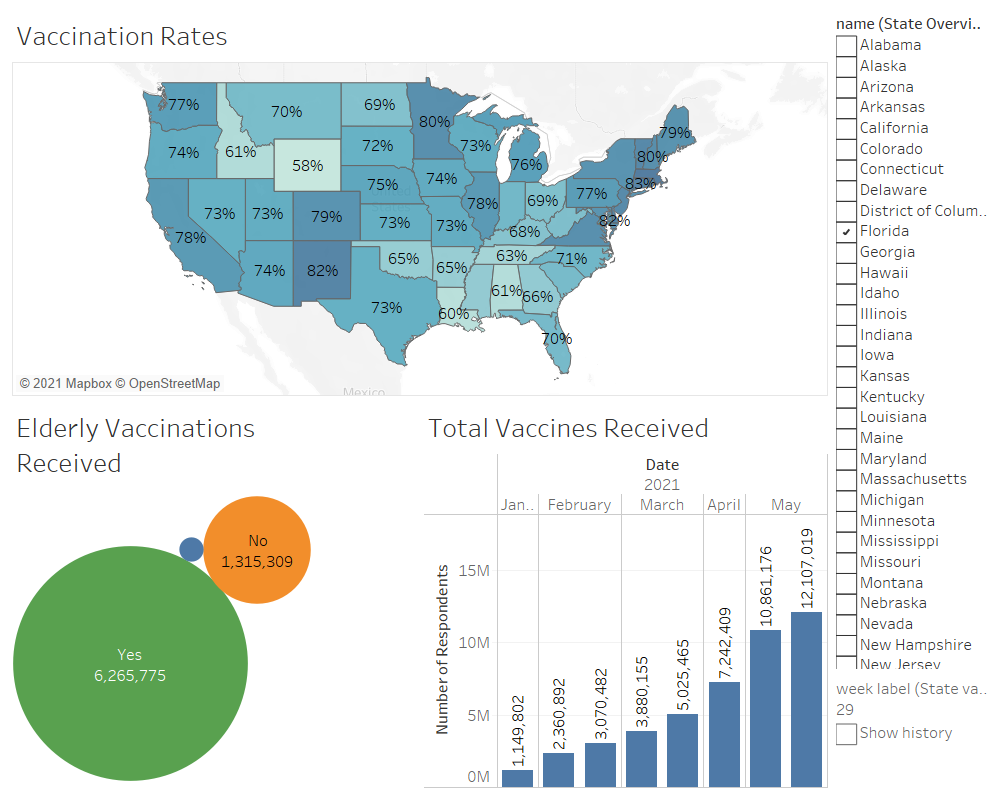 Vaccination Rates
77%
70%
69%
80%
79%
74%
61%
58%
72%
73%
76%
80%
75%
74%
83%
78%
73%
73%
79%
73%
73%
78%
69%
77%
82%
68%
74%
82%
65%
65%
63%
71%
73%
60%
61%
66%
70%
© 2021 Mapbox © OpenStreetMap
Mexico
Elderly Vaccinations
Received
No
1,315,309
Yes
6,265,775
Total Vaccines Received
Date
2021
Jan..
February
March
April
May
Number of Respondents
15M
10M
5M
0M
1,149,802
2,360,892
3,070,482
3,880,155
5,025,465
7,242,409
10,861,176
12,107,019
name (State Overvi..
Alabama
Alaska
Arizona
Arkansas
California
Colorado
Connecticut
Delaware
District of Colum..
Florida
Georgia
Hawaii
Idaho
Illinois
Indiana
Iowa
Kansas
Kentucky
Louisiana
Maine
Maryland
Massachusetts
Michigan
Minnesota
Mississippi
Missouri
Montana
Nebraska
Nevada
New Hampshire
New Jersey
week label (State va..
29
Show history